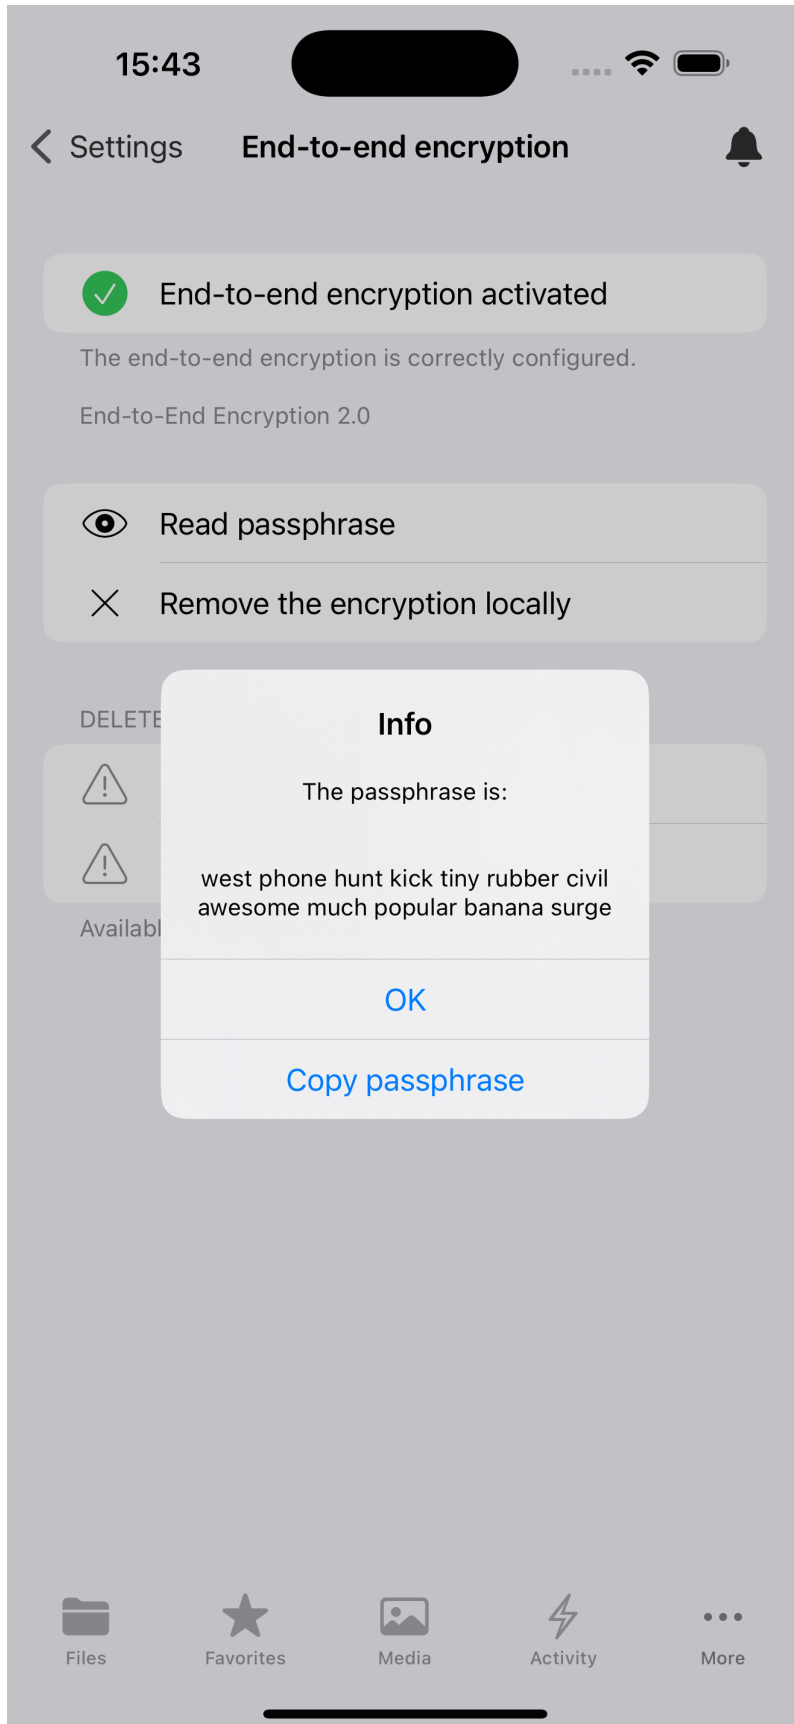 15:43
Settings
End-to-end encryption
End-to-end encryption activated
The end-to-end encryption is correctly configured.
End-to-End Encryption 2.0
Read passphrase
Remove the encryption locally
DELETE
Info
The passphrase is:
west phone hunt kick tiny rubber civil
awesome much popular banana surge
OK
Copy passphrase
Files
Favorites
Media
Activity
More